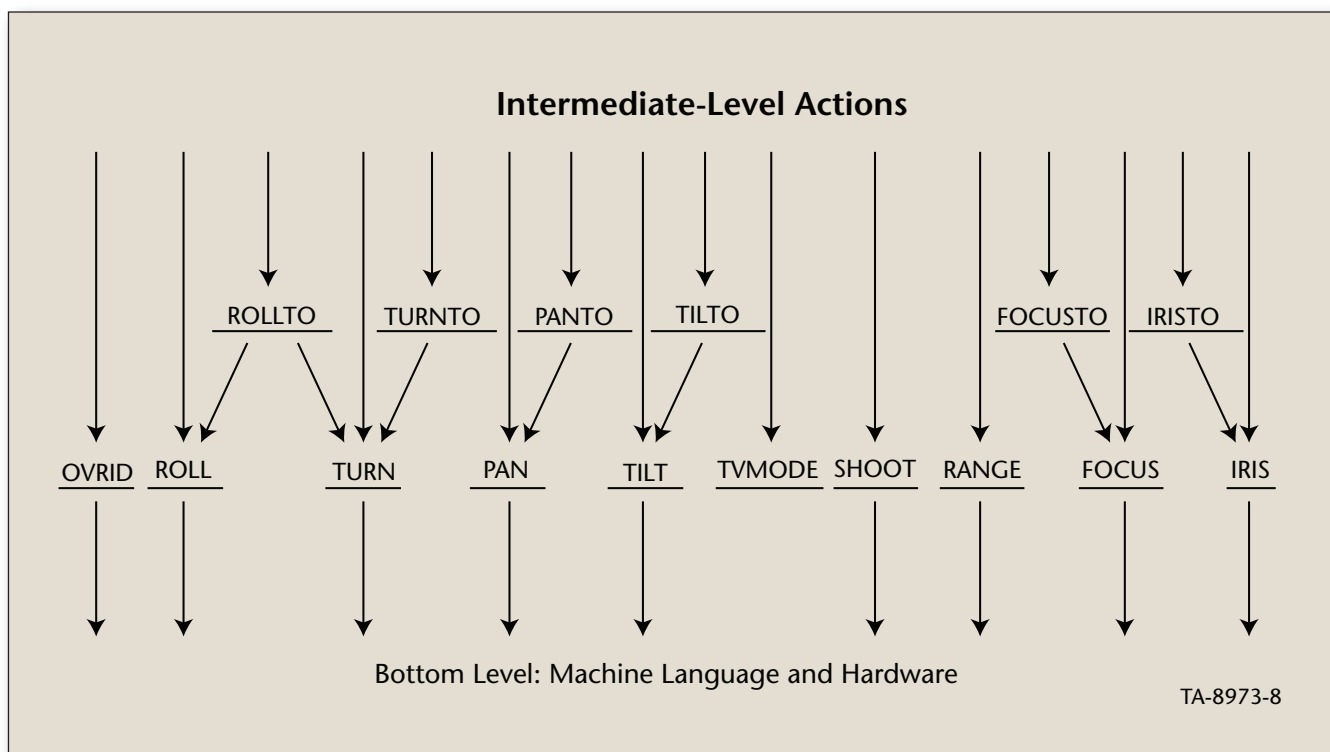 Intermediate-Level Actions
ROLLTO TURNTO PANTO TILTO FOCUSTO IRISTO
OVRID ROLL TURN PAN TILT TVMODE SHOOT RANGE FOCUS IRIS
Bottom Level: Machine Language and Hardware
TA-8973-8